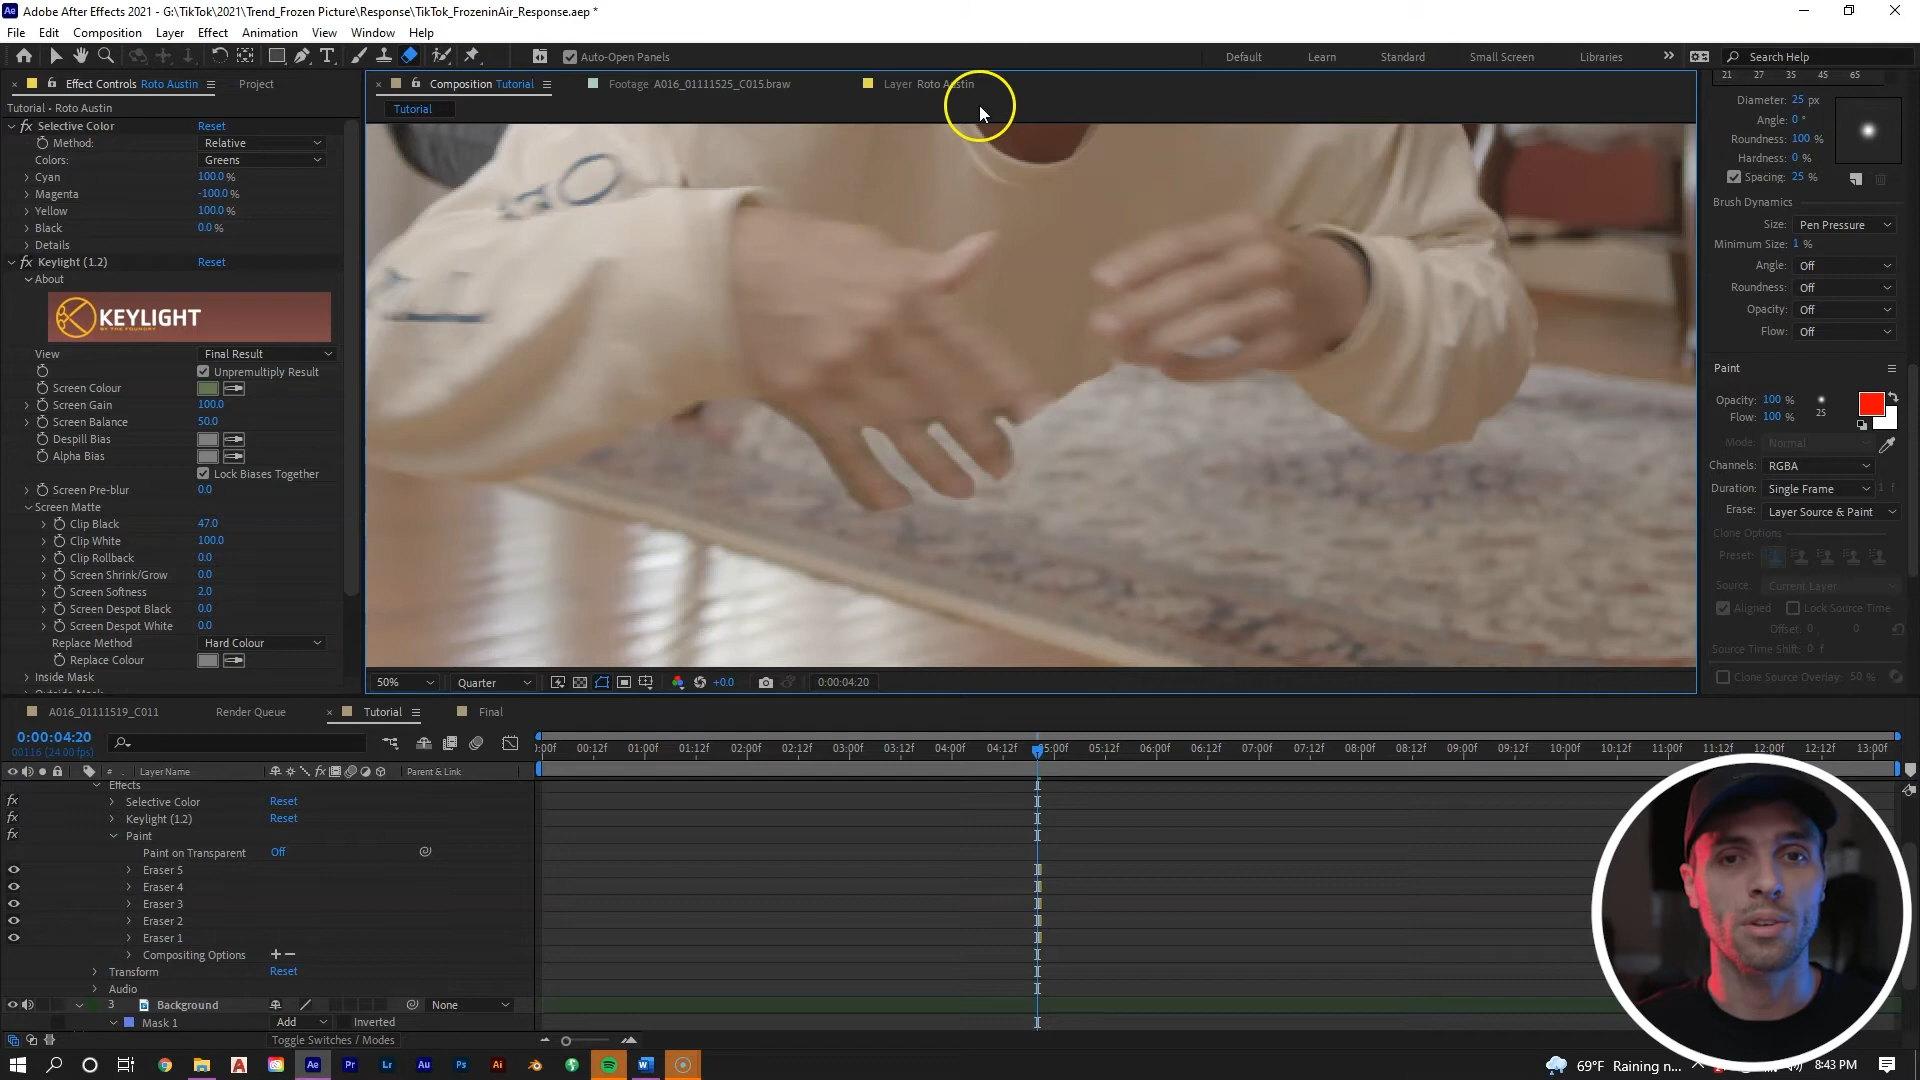 Adobe After Effects 2021 - G:\TikTok\2021\Trend_Frozen Picture\Response\TikTok_FrozeninAir_Response.aep *
File Edit Composition Layer Effect Animation View Window Help
Auto-Open Panels
Default Learn Standard Small Screen Libraries Search Help
Effect Controls Roto Austin Project
Composition Tutorial Footage A016_01111525_C015.braw Layer Roto Austin
Tutorial
Tutorial • Roto Austin
Selective Color Reset
Method: Relative
Colors: Greens
Cyan 100.0 %
Magenta -100.0 %
Yellow 100.0 %
Black 0.0 %
Details
Keylight (1.2) Reset
About
KEYLIGHT
BY THE FOUNDRY
View Final Result
Unpremultiply Result
Screen Colour
Screen Gain 100.0
Screen Balance 50.0
Despill Bias
Alpha Bias
Lock Biases Together
Screen Pre-blur 0.0
Screen Matte
Clip Black 47.0
Clip White 100.0
Clip Rollback 0.0
Screen Shrink/Grow 0.0
Screen Softness 2.0
Screen Despot Black 0.0
Screen Despot White 0.0
Replace Method Hard Colour
Replace Colour
Inside Mask
Outside Mask
50% Quarter +0.0 0:00:04:20
21 27 35 45 65
Diameter: 25 px
Angle: 0 °
Roundness: 100 %
Hardness: 0 %
Spacing: 25 %
Brush Dynamics
Size: Pen Pressure
Minimum Size: 1 %
Angle: Off
Roundness: Off
Opacity: Off
Flow: Off
Paint
Opacity: 100 %
Flow: 100 % 25
Mode: Normal
Channels: RGBA
Duration: Single Frame 1 f
Erase: Layer Source & Paint
Clone Options
Preset:
Source: Current Layer
Aligned Lock Source Time
Offset: 0 , 0
Source Time Shift: 0 f
Clone Source Overlay: 50 %
A016_01111519_C011 Render Queue Tutorial Final
0:00:04:20
00116 (24.00 fps)
:00f 00:12f 01:00f 01:12f 02:00f 02:12f 03:00f 03:12f 04:00f 04:12f 05:00f 05:12f 06:00f 06:12f 07:00f 07:12f 08:00f 08:12f 09:00f 09:12f 10:00f 10:12f 11:00f 11:12f 12:00f 12:12f 13:00f
# Layer Name Parent & Link
Effects
Selective Color Reset
Keylight (1.2) Reset
Paint
Paint on Transparent Off
Eraser 5
Eraser 4
Eraser 3
Eraser 2
Eraser 1
Compositing Options
Transform Reset
Audio
3 Background None
Mask 1 Add Inverted
Toggle Switches / Modes
69°F Raining n... 8:43 PM